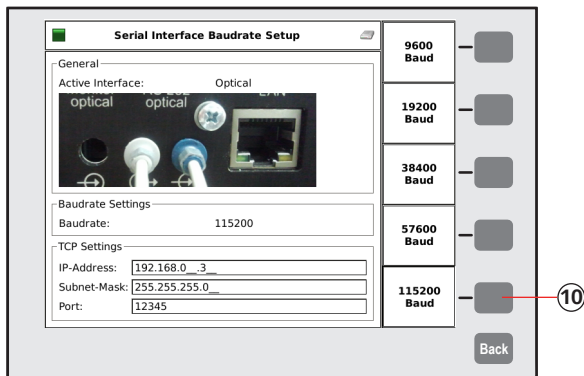 Serial Interface Baudrate Setup
General
Active Interface: Optical
optical optical LAN
Baudrate Settings
Baudrate: 115200
TCP Settings
IP-Address: 192.168.0__.3__
Subnet-Mask: 255.255.255.0__
Port: 12345
9600
Baud
19200
Baud
38400
Baud
57600
Baud
115200
Baud
10
Back